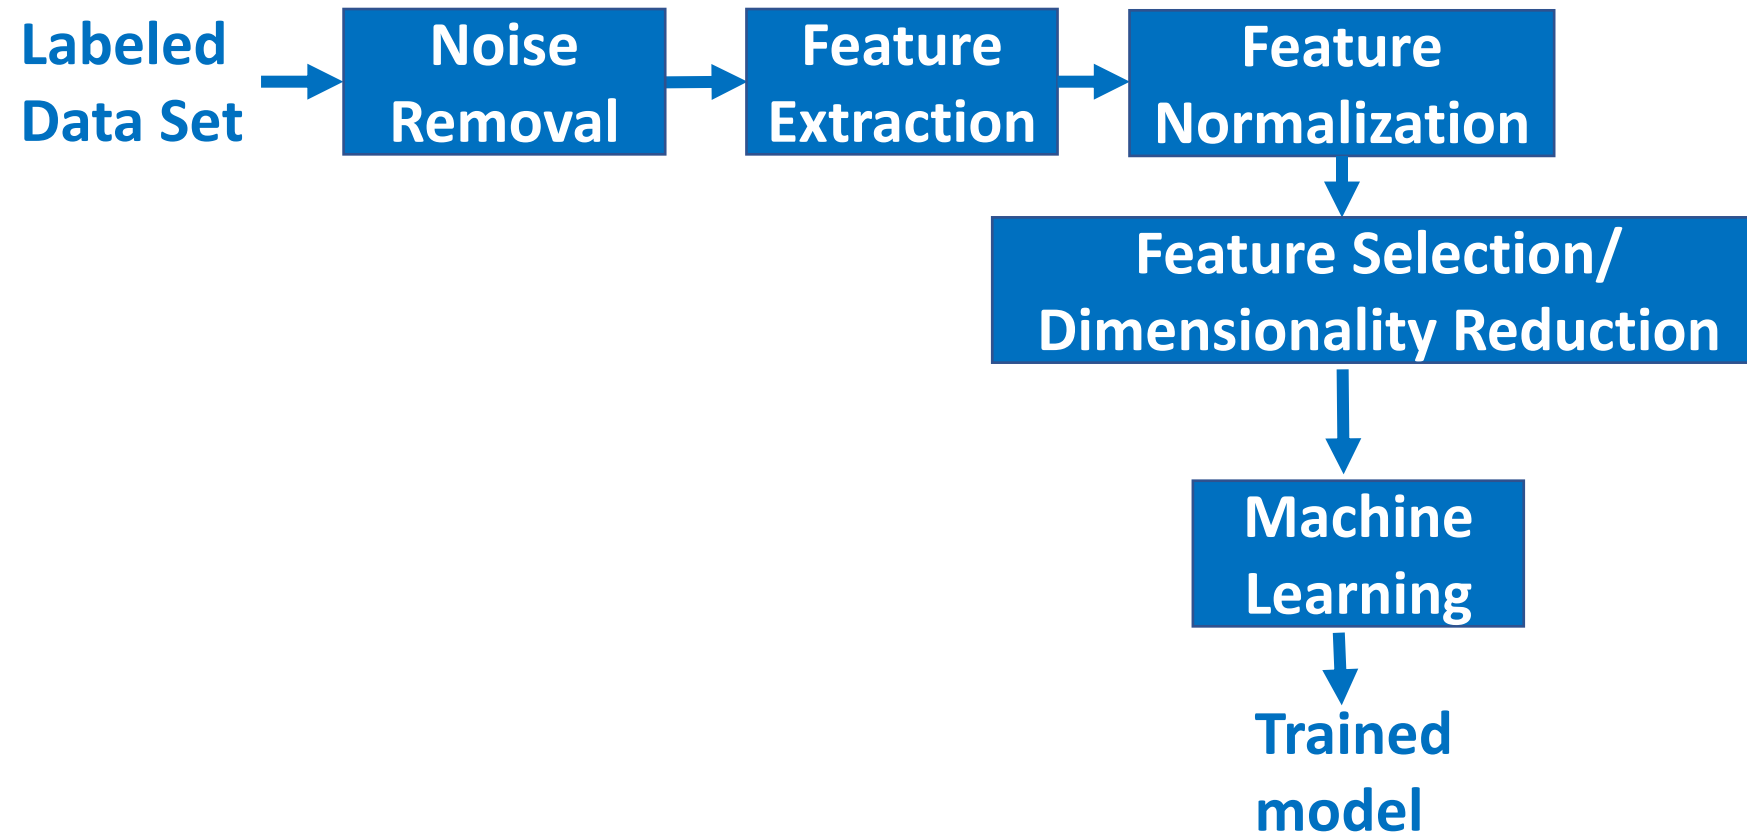 Labeled
Data Set
Noise
Removal
Feature
Extraction
Feature
Normalization
Feature Selection/
Dimensionality Reduction
Machine
Learning
Trained
model